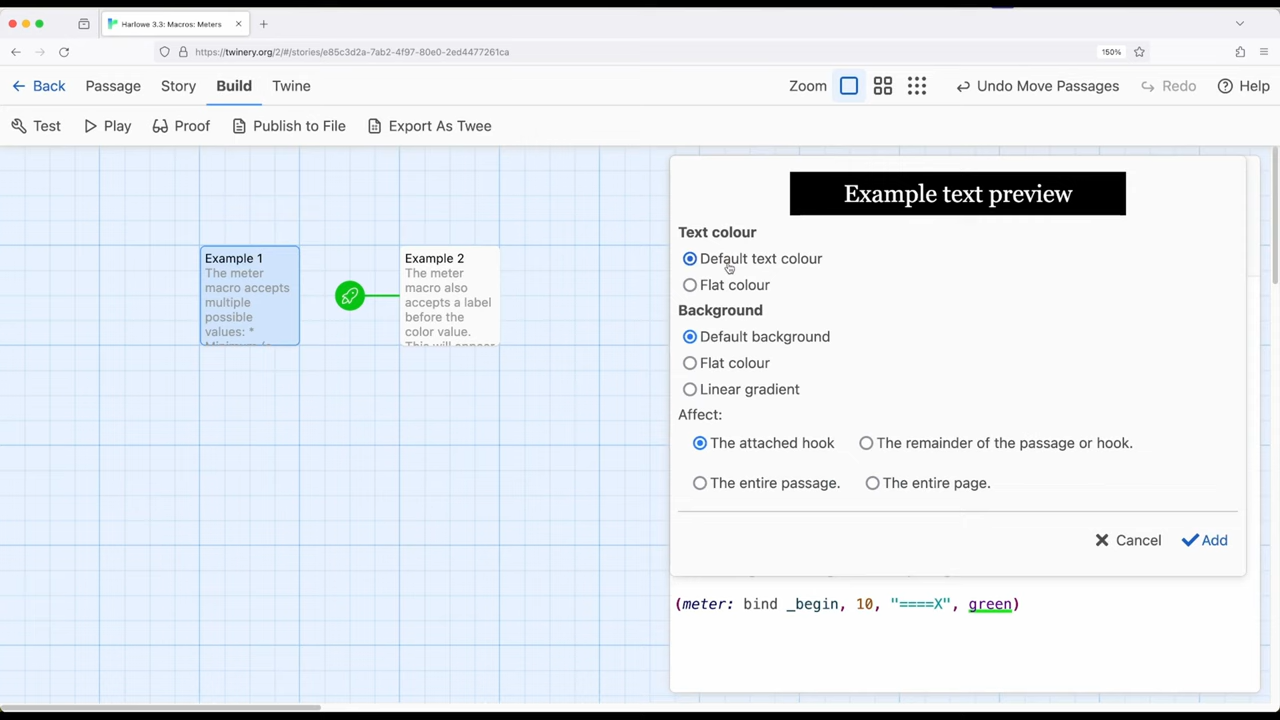 Harlowe 3.3: Macros: Meters
https://twinery.org/2/#/stories/e85c3d2a-7ab2-4f97-80e0-2ed4477261ca
150%
Back Passage Story Build Twine Zoom Undo Move Passages Redo Help
Test Play Proof Publish to File Export As Twee
Example 1
The meter
macro accepts
multiple
possible
values: *
Example 2
The meter
macro also
accepts a label
before the
color value.
This will appear
Example text preview
Text colour
Default text colour
Flat colour
Background
Default background
Flat colour
Linear gradient
Affect:
The attached hook The remainder of the passage or hook.
The entire passage. The entire page.
Cancel Add
(meter: bind _begin, 10, "====X", green)